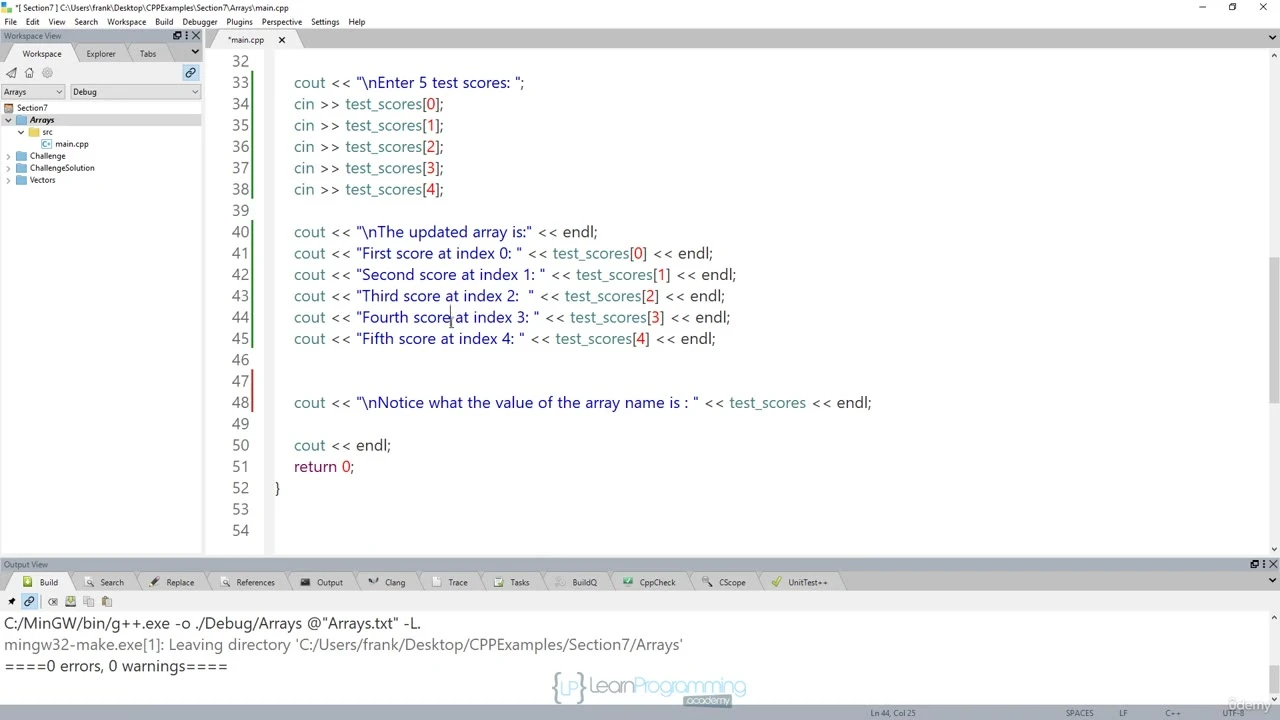 *[ Section7 ] C:\Users\frank\Desktop\CPPExamples\Section7\Arrays\main.cpp
File Edit View Search Workspace Build Debugger Plugins Perspective Settings Help
Workspace View
Workspace Explorer Tabs
Arrays Debug
Section7
Arrays
src
main.cpp
Challenge
ChallengeSolution
Vectors
*main.cpp
32
33 cout << "\nEnter 5 test scores: ";
34 cin >> test_scores[0];
35 cin >> test_scores[1];
36 cin >> test_scores[2];
37 cin >> test_scores[3];
38 cin >> test_scores[4];
39
40 cout << "\nThe updated array is:" << endl;
41 cout << "First score at index 0: " << test_scores[0] << endl;
42 cout << "Second score at index 1: " << test_scores[1] << endl;
43 cout << "Third score at index 2:  " << test_scores[2] << endl;
44 cout << "Fourth score at index 3: " << test_scores[3] << endl;
45 cout << "Fifth score at index 4: " << test_scores[4] << endl;
46
47
48 cout << "\nNotice what the value of the array name is : " << test_scores << endl;
49
50 cout << endl;
51 return 0;
52 }
53
54
Output View
Build Search Replace References Output Clang Trace Tasks BuildQ CppCheck CScope UnitTest++
C:/MinGW/bin/g++.exe -o ./Debug/Arrays @"Arrays.txt" -L.
mingw32-make.exe[1]: Leaving directory 'C:/Users/frank/Desktop/CPPExamples/Section7/Arrays'
====0 errors, 0 warnings====
{LP} LearnProgramming
academy
ûdemy
Ln 44, Col 25 SPACES LF C++ UTF-8